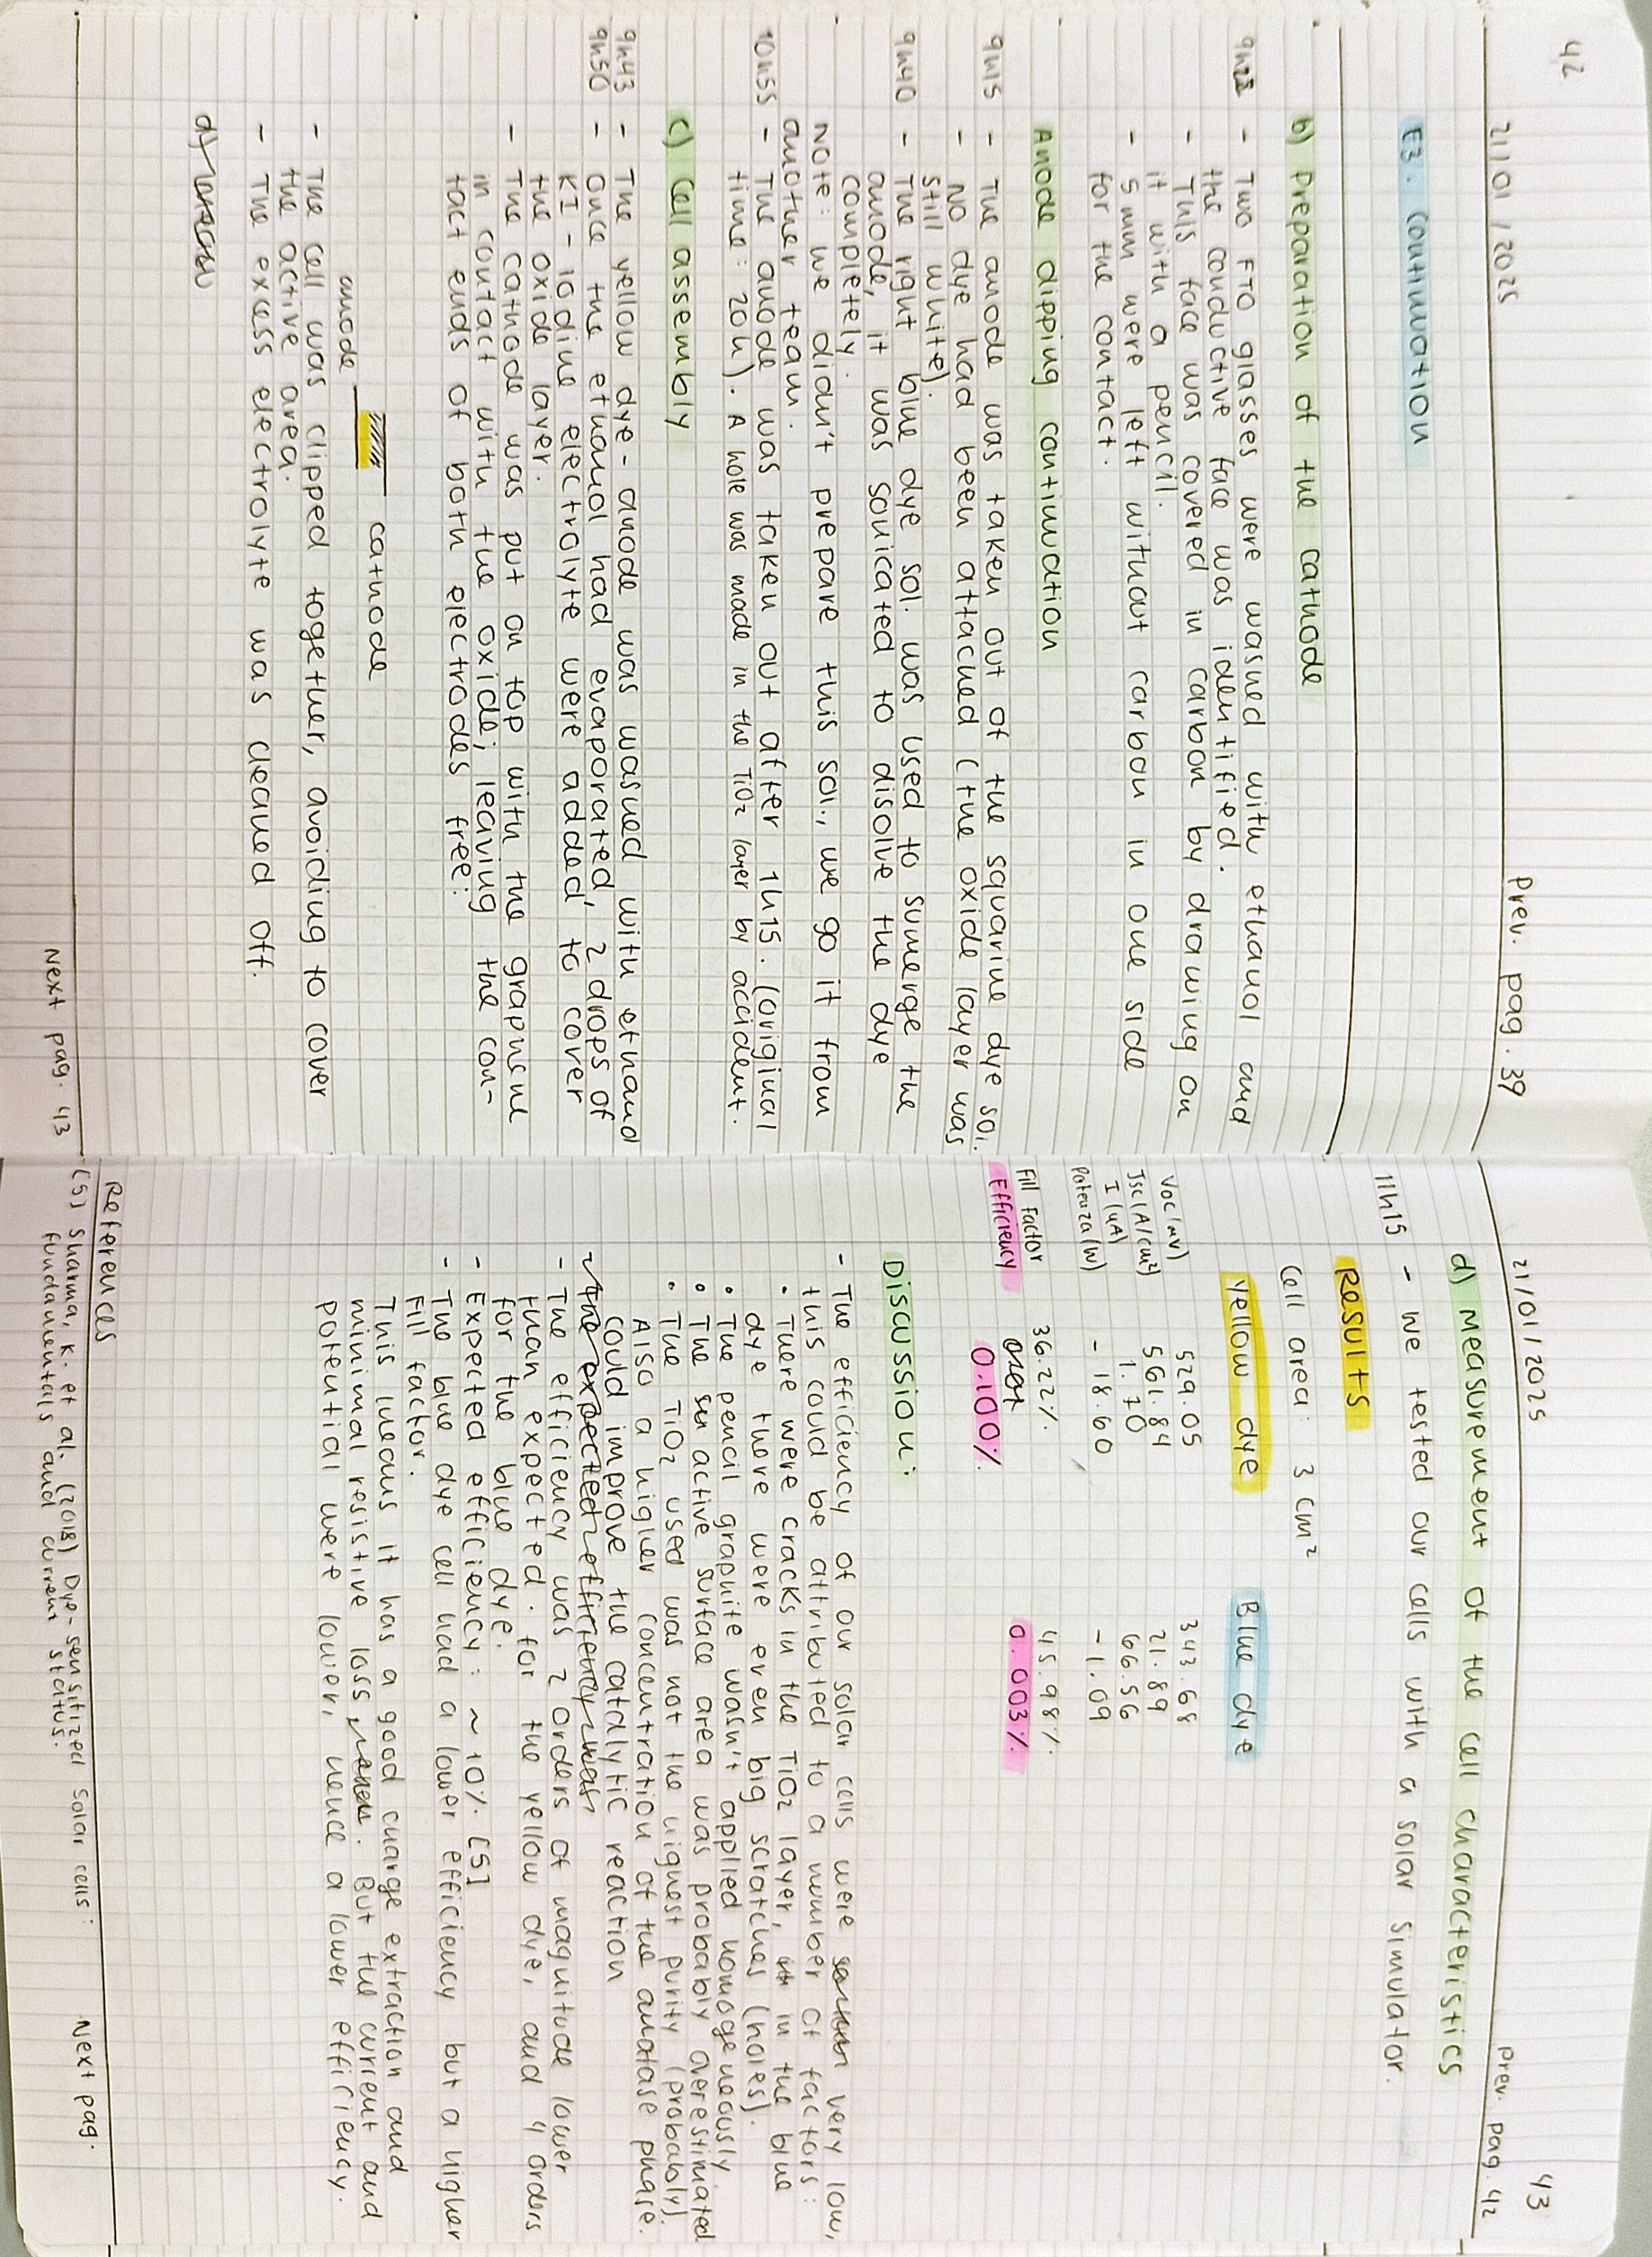 42
21/01/2025
Prev. pag. 39
E3. Continuation
b) Preparation of the cathode
9h28 - Two FTO glasses were washed with ethanol and
the conductive face was identified.
- This face was covered in carbon by drawing on
it with a pencil.
- 5 mm were left without carbon in one side
for the contact.
Anode dipping continuation
9h15 - The anode was taken out of the squarine dye sol.
- No dye had been attached (the oxide layer was
still white).
9h40 - The right blue dye sol. was used to sumerge the
anode, it was sonicated to disolve the dye
completely.
Note: we didn't prepare this sol., we go it from
another team.
10h55 - The anode was taken out after 1h15. (original
time: 20h). A hole was made in the TiO2 layer by accident.
c) Cell assembly
9h43 - The yellow dye-anode was washed with ethanol
9h50 - Once the ethanol had evaporated, 2 drops of
KI - iodine electrolyte were added to cover
the oxide layer.
- The cathode was put on top with the graphene
in contact with the oxide; leaving the con-
tact ends of both electrodes free:
cathode
anode
- The cell was clipped together, avoiding to cover
the active area.
- The excess electrolyte was cleaned off.
d)
Next pag. 43
21/01/2025
43
Prev. pag. 42
d) Measurement of the cell characteristics
11h15 - We tested our cells with a solar simulator.
Results
Cell area: 3 cm²
Yellow dye Blue dye
Voc (mV) 529.05 343.68
Jsc (A/cm²) 561.84 21.89
I (uA) 1.70 66.56
Potenza (W) - 18.60 - 1.09
Fill Factor 36.22% 45.98%
Efficiency 0.100% 0.003%
Discussion:
- The efficiency of our solar cells were very low,
this could be attributed to a number of factors:
• There were cracks in the TiO2 layer, in the blue
dye there were even big scratches (holes).
• The pencil graphite wasn't applied homogeneously
• The active surface area was probably overestimated
• The TiO2 used was not the highest purity (probably).
Also a higher concentration of the anatase phase.
could improve the catalytic reaction
- the expected efficiency was
- The efficiency was 2 orders of magnitude lower
than expected. for the yellow dye, and 4 orders
for the blue dye.
- Expected efficiency: ~ 10% [5]
- The blue dye cell had a lower efficiency but a higher
Fill factor.
This means it has a good charge extraction and
minimal resistive loss. But the current and
potential were lower, hence a lower efficiency.
References
[5] Sharma, K. et al. (2018) Dye-sensitized solar cells:
fundamentals and current status.
Next pag.